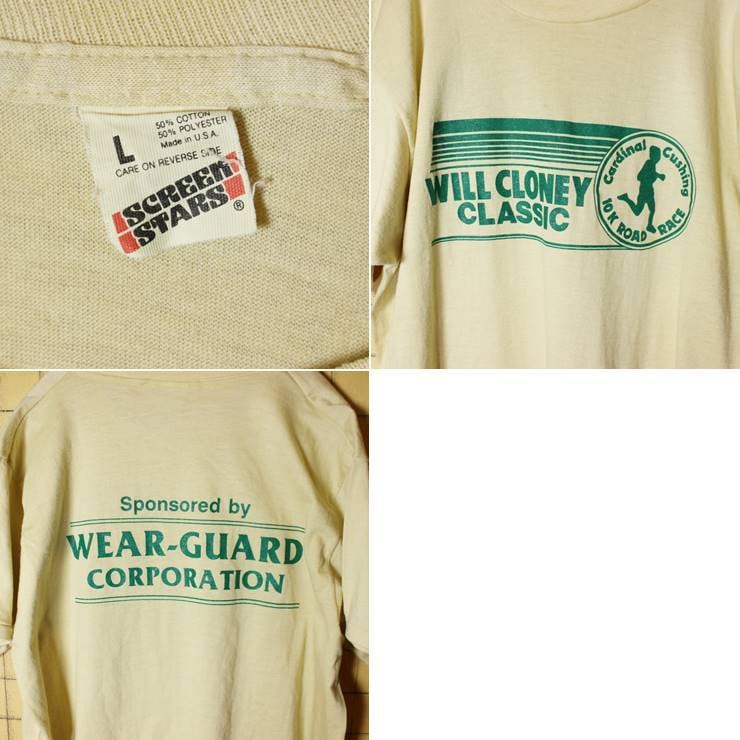 L
50% COTTON
50% POLYESTER
Made in U.S.A.
CARE ON REVERSE SIDE
SCREEN
STARS®
WILL CLONEY
CLASSIC
Cardinal Cushing
10K ROAD RACE
Sponsored by
WEAR-GUARD
CORPORATION